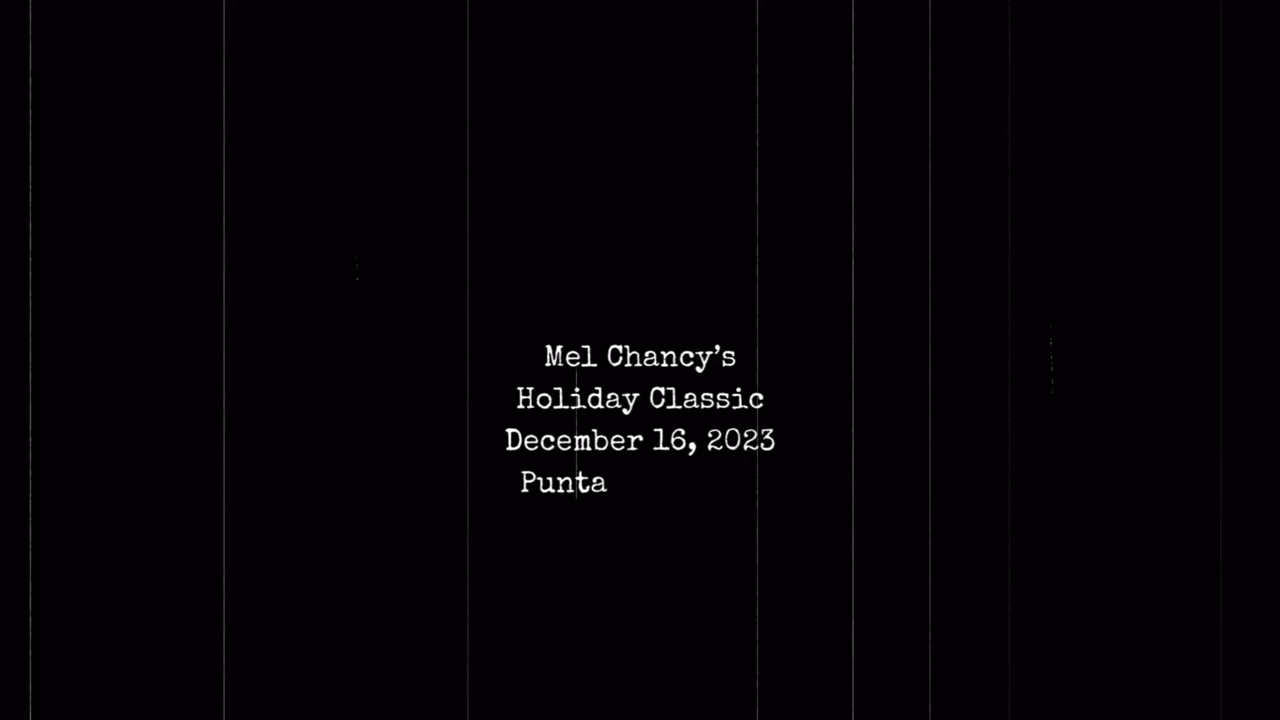 Mel Chancy’s
Holiday Classic
December 16, 2023
Punta